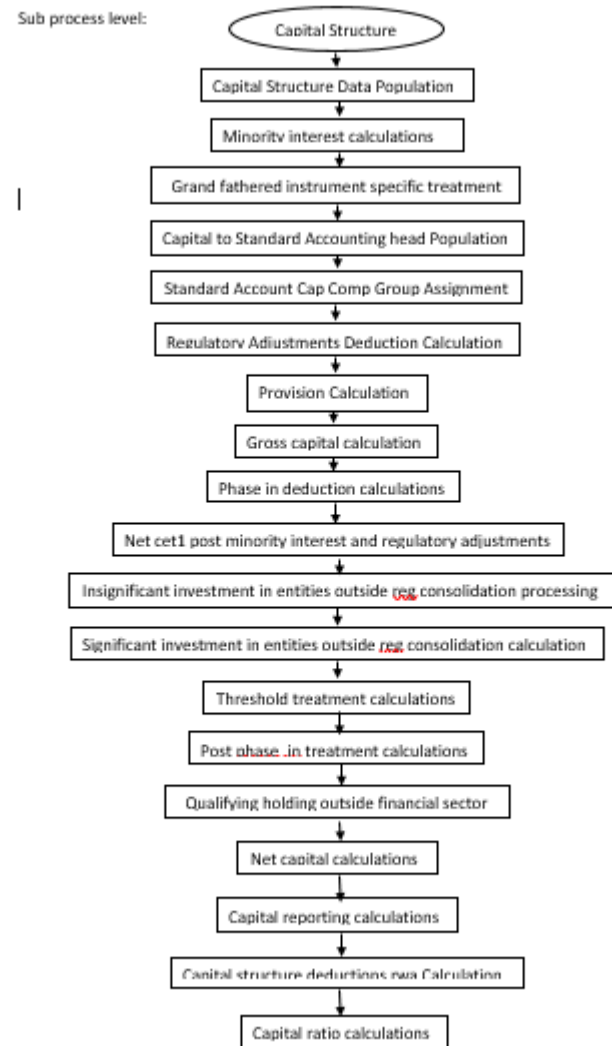 Sub process level:
Capital Structure
Capital Structure Data Population
Minority interest calculations
Grand fathered instrument specific treatment
Capital to Standard Accounting head Population
Standard Account Cap Comp Group Assignment
Regulatory Adjustments Deduction Calculation
Provision Calculation
Gross capital calculation
Phase in deduction calculations
Net cet1 post minority interest and regulatory adjustments
Insignificant investment in entities outside reg consolidation processing
Significant investment in entities outside reg consolidation calculation
Threshold treatment calculations
Post phase .in treatment calculations
Qualifying holding outside financial sector
Net capital calculations
Capital reporting calculations
Capital structure deductions rwa Calculation
Capital ratio calculations